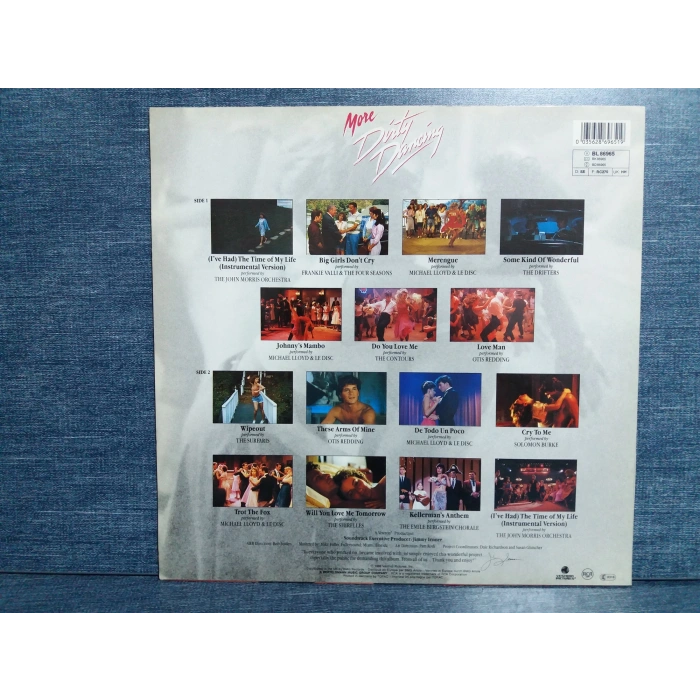 More
Dirty
Dancing
0 035628 696519
BL 86965
SIDE 1
(I've Had) The Time of My Life
(Instrumental Version)
performed by
THE JOHN MORRIS ORCHESTRA
Big Girls Don't Cry
performed by
FRANKIE VALLI & THE FOUR SEASONS
Merengue
performed by
MICHAEL LLOYD & LE DISC
Some Kind Of Wonderful
performed by
THE DRIFTERS
Johnny's Mambo
performed by
MICHAEL LLOYD & LE DISC
Do You Love Me
performed by
THE CONTOURS
Love Man
performed by
OTIS REDDING
SIDE 2
Wipeout
performed by
THE SURFARIS
These Arms Of Mine
performed by
OTIS REDDING
De Todo Un Poco
performed by
MICHAEL LLOYD & LE DISC
Cry To Me
performed by
SOLOMON BURKE
Trot The Fox
performed by
MICHAEL LLOYD & LE DISC
Will You Love Me Tomorrow
performed by
THE SHIRELLES
Kellerman's Anthem
performed by
THE EMILE BERGSTEIN CHORALE
(I've Had) The Time of My Life
(Instrumental Version)
performed by
THE JOHN MORRIS ORCHESTRA
Soundtrack Executive Producer: Jimmy Ienner
RCA